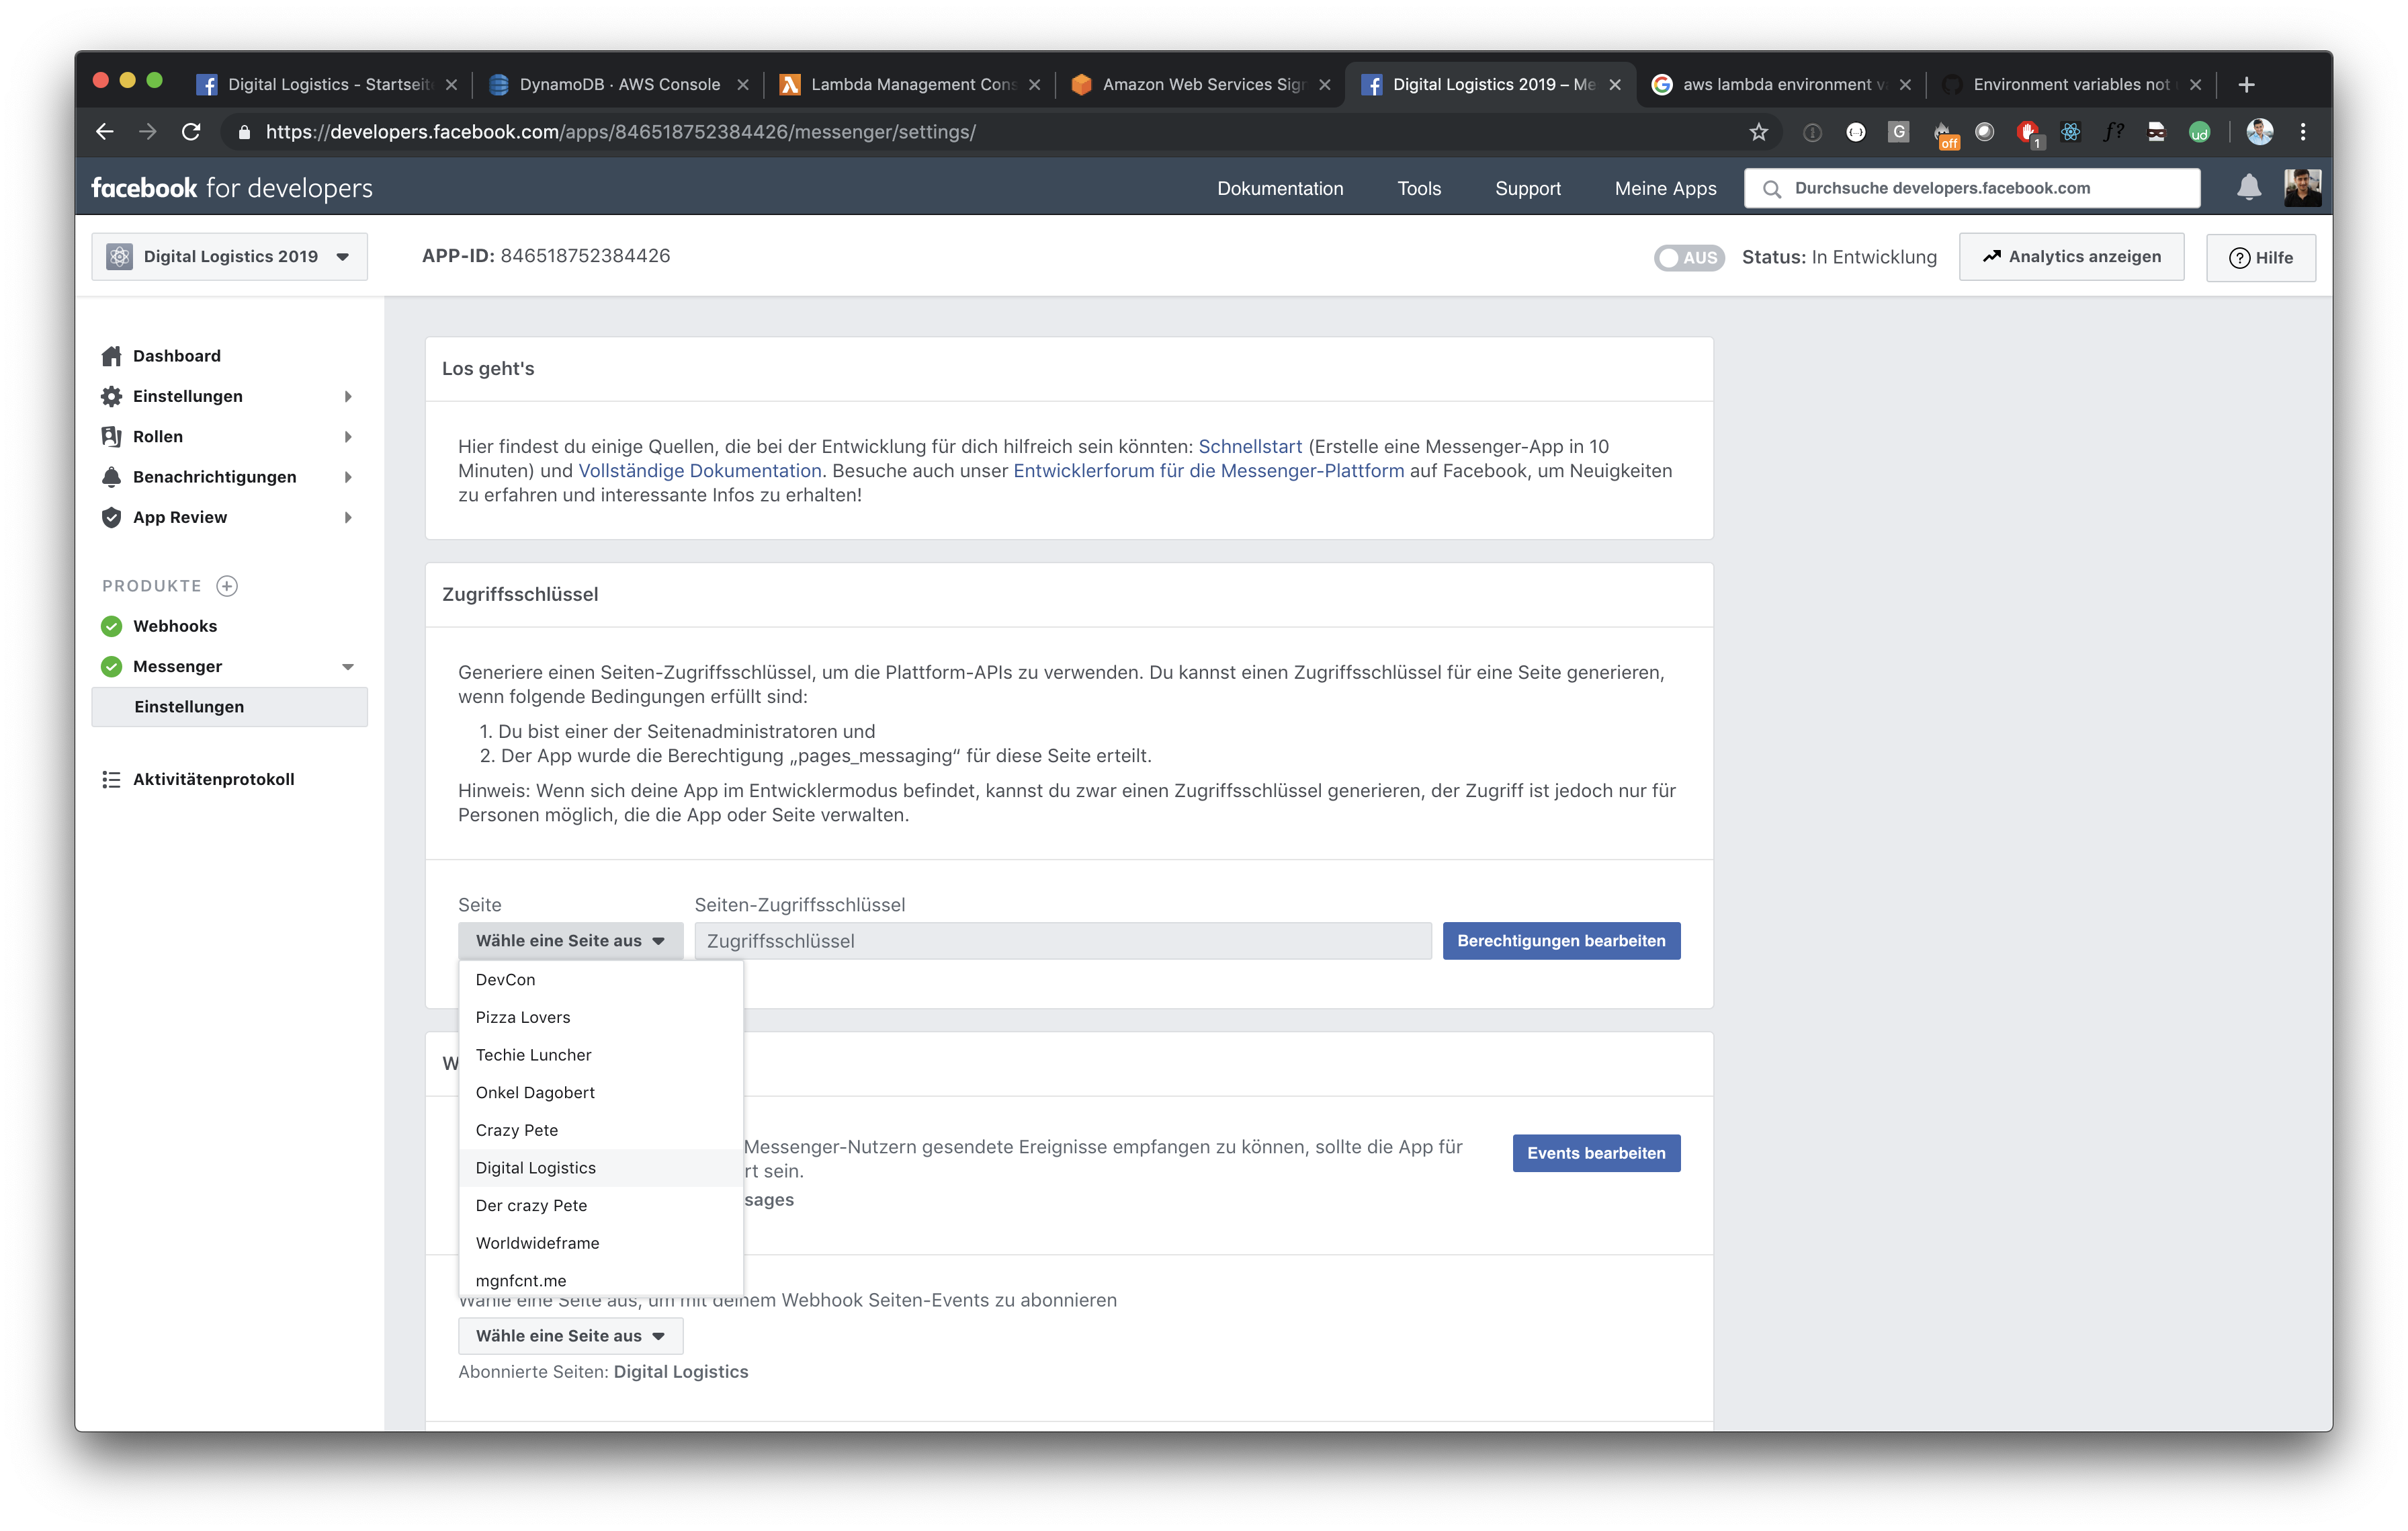 Digital Logistics - Startseite
DynamoDB · AWS Console
Lambda Management Cons
Amazon Web Services Sign
Digital Logistics 2019 – Me
aws lambda environment va
Environment variables not
https://developers.facebook.com/apps/846518752384426/messenger/settings/
G
off
1
f?
ud
facebook for developers
Dokumentation
Tools
Support
Meine Apps
Durchsuche developers.facebook.com
Digital Logistics 2019
APP-ID: 846518752384426
AUS
Status: In Entwicklung
Analytics anzeigen
Hilfe
Dashboard
Einstellungen
Rollen
Benachrichtigungen
App Review
PRODUKTE
Webhooks
Messenger
Einstellungen
Aktivitätenprotokoll
Los geht's
Hier findest du einige Quellen, die bei der Entwicklung für dich hilfreich sein könnten: Schnellstart (Erstelle eine Messenger-App in 10
Minuten) und Vollständige Dokumentation. Besuche auch unser Entwicklerforum für die Messenger-Plattform auf Facebook, um Neuigkeiten
zu erfahren und interessante Infos zu erhalten!
Zugriffsschlüssel
Generiere einen Seiten-Zugriffsschlüssel, um die Plattform-APIs zu verwenden. Du kannst einen Zugriffsschlüssel für eine Seite generieren,
wenn folgende Bedingungen erfüllt sind:
1. Du bist einer der Seitenadministratoren und
2. Der App wurde die Berechtigung „pages_messaging“ für diese Seite erteilt.
Hinweis: Wenn sich deine App im Entwicklermodus befindet, kannst du zwar einen Zugriffsschlüssel generieren, der Zugriff ist jedoch nur für
Personen möglich, die die App oder Seite verwalten.
Seite
Seiten-Zugriffsschlüssel
Wähle eine Seite aus
Zugriffsschlüssel
Berechtigungen bearbeiten
DevCon
Pizza Lovers
Techie Luncher
Onkel Dagobert
Crazy Pete
Digital Logistics
Der crazy Pete
Worldwideframe
mgnfcnt.me
W
Messenger-Nutzern gesendete Ereignisse empfangen zu können, sollte die App für
rt sein.
sages
Events bearbeiten
Wähle eine Seite aus, um mit deinem Webhook Seiten-Events zu abonnieren
Wähle eine Seite aus
Abonnierte Seiten: Digital Logistics